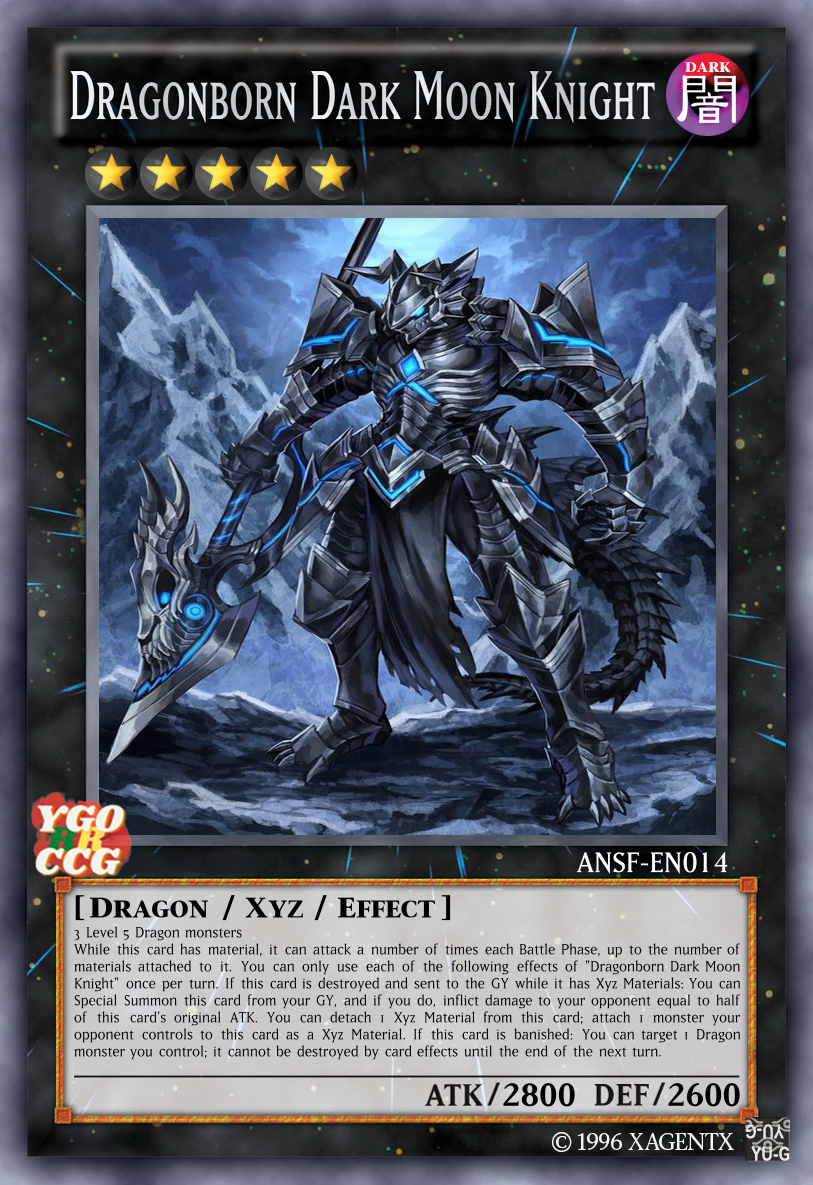 DRAGONBORN DARK MOON KNIGHT
DARK
闇
YGO
BR
CCG
ANSF-EN014
[ DRAGON / XYZ / EFFECT ]
3 Level 5 Dragon monsters
While this card has material, it can attack a number of times each Battle Phase, up to the number of
materials attached to it. You can only use each of the following effects of "Dragonborn Dark Moon
Knight" once per turn. If this card is destroyed and sent to the GY while it has Xyz Materials: You can
Special Summon this card from your GY, and if you do, inflict damage to your opponent equal to half
of this card's original ATK. You can detach 1 Xyz Material from this card; attach 1 monster your
opponent controls to this card as a Xyz Material. If this card is banished: You can target 1 Dragon
monster you control; it cannot be destroyed by card effects until the end of the next turn.
ATK/2800 DEF/2600
© 1996 XAGENTX
YU-G
YU-G